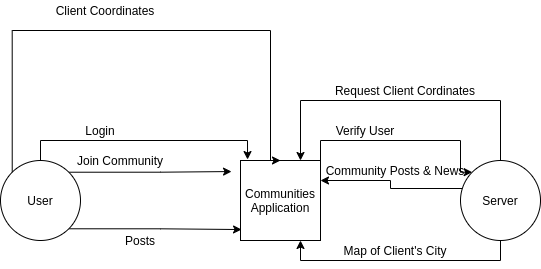 Client Coordinates
Request Client Cordinates
Login
Verify User
Join Community
Community Posts & News
User
Communities
Application
Server
Posts
Map of Client's City